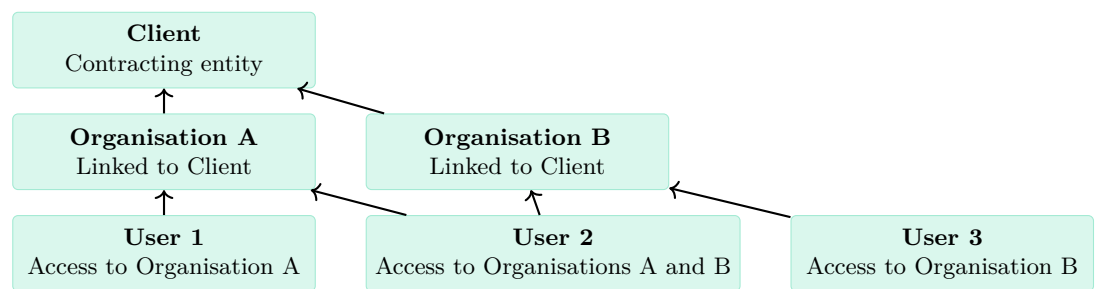 Client
Contracting entity
Organisation A
Linked to Client
Organisation B
Linked to Client
User 1
Access to Organisation A
User 2
Access to Organisations A and B
User 3
Access to Organisation B